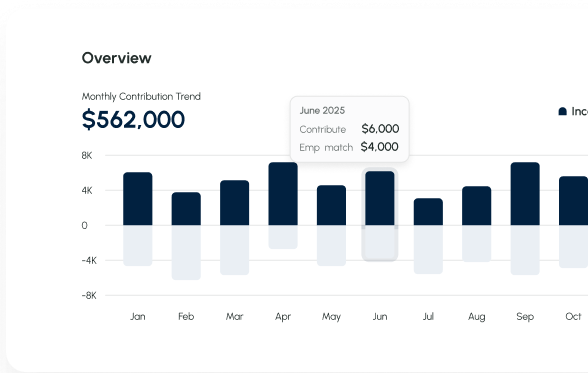 Overview
Monthly Contribution Trend
$562,000
June 2025
Contribute $6,000
Emp match $4,000
8K
4K
0
-4K
-8K
Jan Feb Mar Apr May Jun Jul Aug Sep Oct